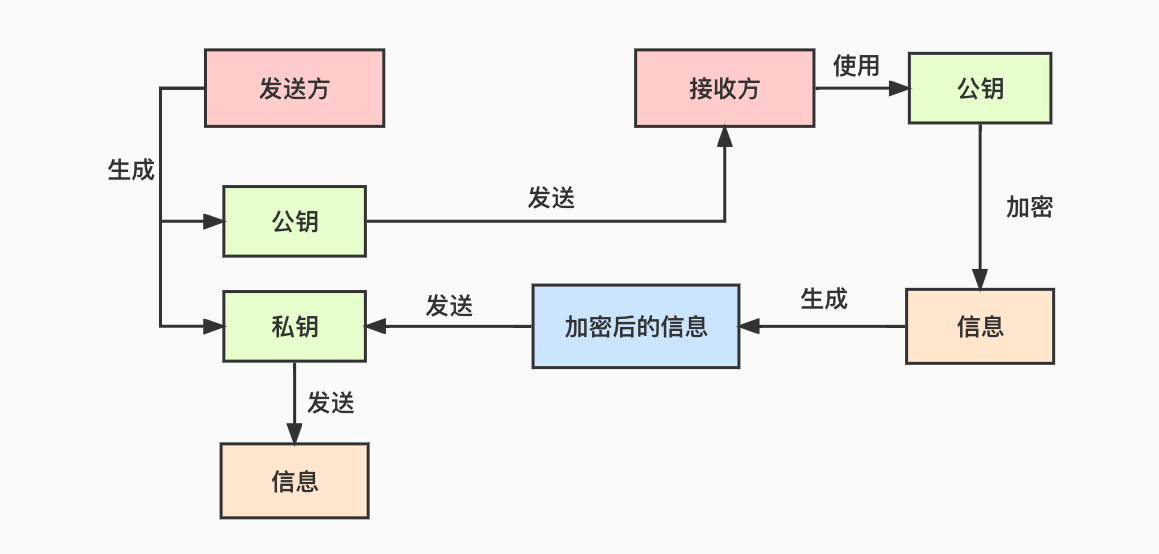 发送方
接收方
使用
公钥
生成
公钥
发送
加密
私钥
发送
加密后的信息
生成
信息
发送
信息